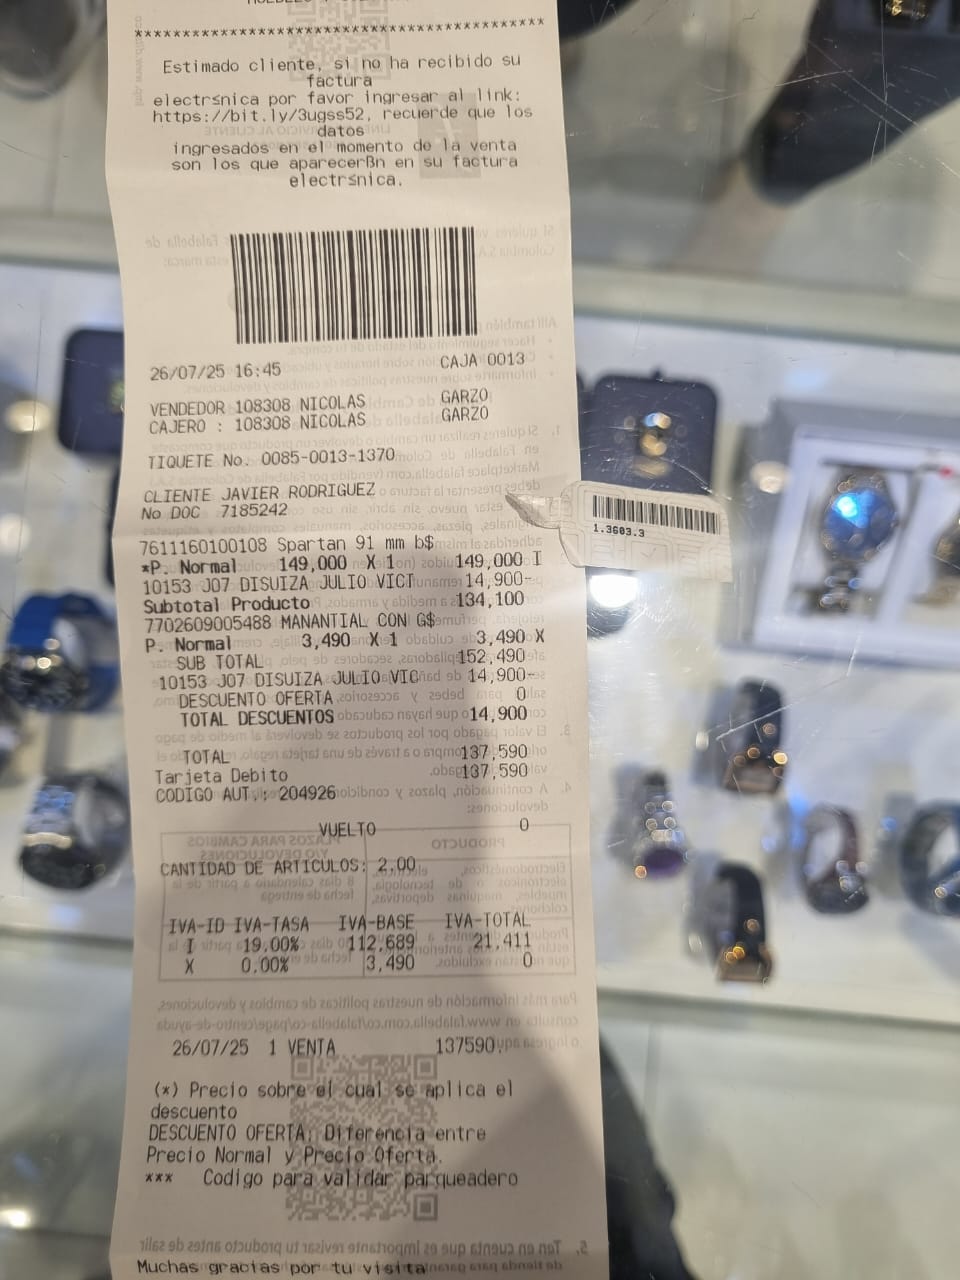 *************************************************
Estimado cliente, si no ha recibido su
factura
electr≤nica por favor ingresar al link:
https://bit.ly/3ugss52, recuerde que los
datos
ingresados en el momento de la venta
son los que aparecerßn en su factura
electr≤nica.
26/07/25 16:45 CAJA 0013
VENDEDOR 108308 NICOLAS GARZO
CAJERO : 108308 NICOLAS GARZO
TIQUETE No. 0085-0013-1370
CLIENTE JAVIER RODRIGUEZ
No DOC 7185242
1.3603.3
7611160100108 Spartan 91 mm b$
*P. Normal 149,000 X 1 149,000 I
10153 J07 DISUIZA JULIO VICT 14,900-
Subtotal Producto 134,100
7702609005488 MANANTIAL CON G$
P. Normal 3,490 X 1 3,490 X
SUB TOTAL 152,490
10153 J07 DISUIZA JULIO VIC 14,900-
DESCUENTO OFERTA 0
TOTAL DESCUENTOS 14,900
TOTAL 137,590
Tarjeta Debito 137,590
CODIGO AUT.: 204926
VUELTO 0
CANTIDAD DE ARTICULOS: 2,00
IVA-ID IVA-TASA IVA-BASE IVA-TOTAL
I 19.00% 112,689 21,411
X 0.00% 3,490 0
26/07/25 1 VENTA 137590
(*) Precio sobre el cual se aplica el
descuento
DESCUENTO OFERTA: Diferencia entre
Precio Normal y Precio Oferta.
*** Codigo para validar parqueadero
Muchas gracias por tu visita